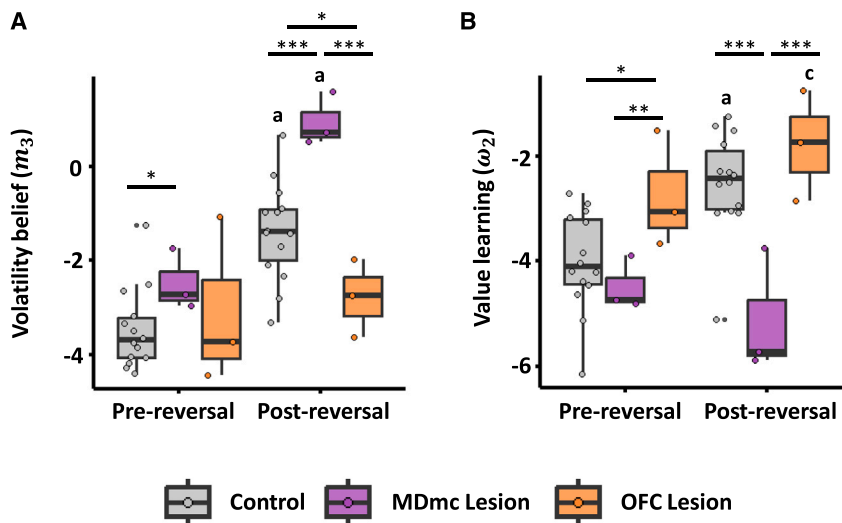 A
Volatility belief (m₃)
0
-2
-4
*
*
***
***
a
a
Pre-reversal
Post-reversal
B
Value learning (ω₂)
-2
-4
-6
*
**
***
***
a
c
Pre-reversal
Post-reversal
Control
MDmc Lesion
OFC Lesion